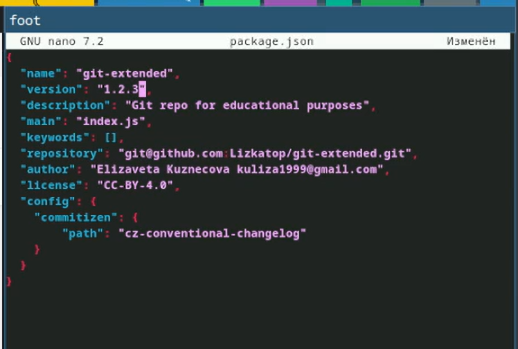 foot
GNU nano 7.2 package.json Изменён
{
"name": "git-extended",
"version": "1.2.3",
"description": "Git repo for educational purposes",
"main": "index.js",
"keywords": [],
"repository": "git@github.com:Lizkatop/git-extended.git",
"author": "Elizaveta Kuznecova kuliza1999@gmail.com",
"license": "CC-BY-4.0",
"config": {
"commitizen": {
"path": "cz-conventional-changelog"
}
}
}